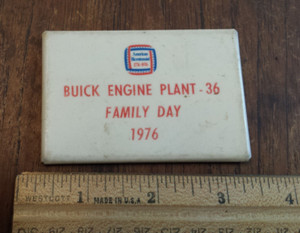 BUICK ENGINE PLANT - 36
FAMILY DAY
1976
1
2
3
4
WESTCOTT
MADE IN U.S.A.